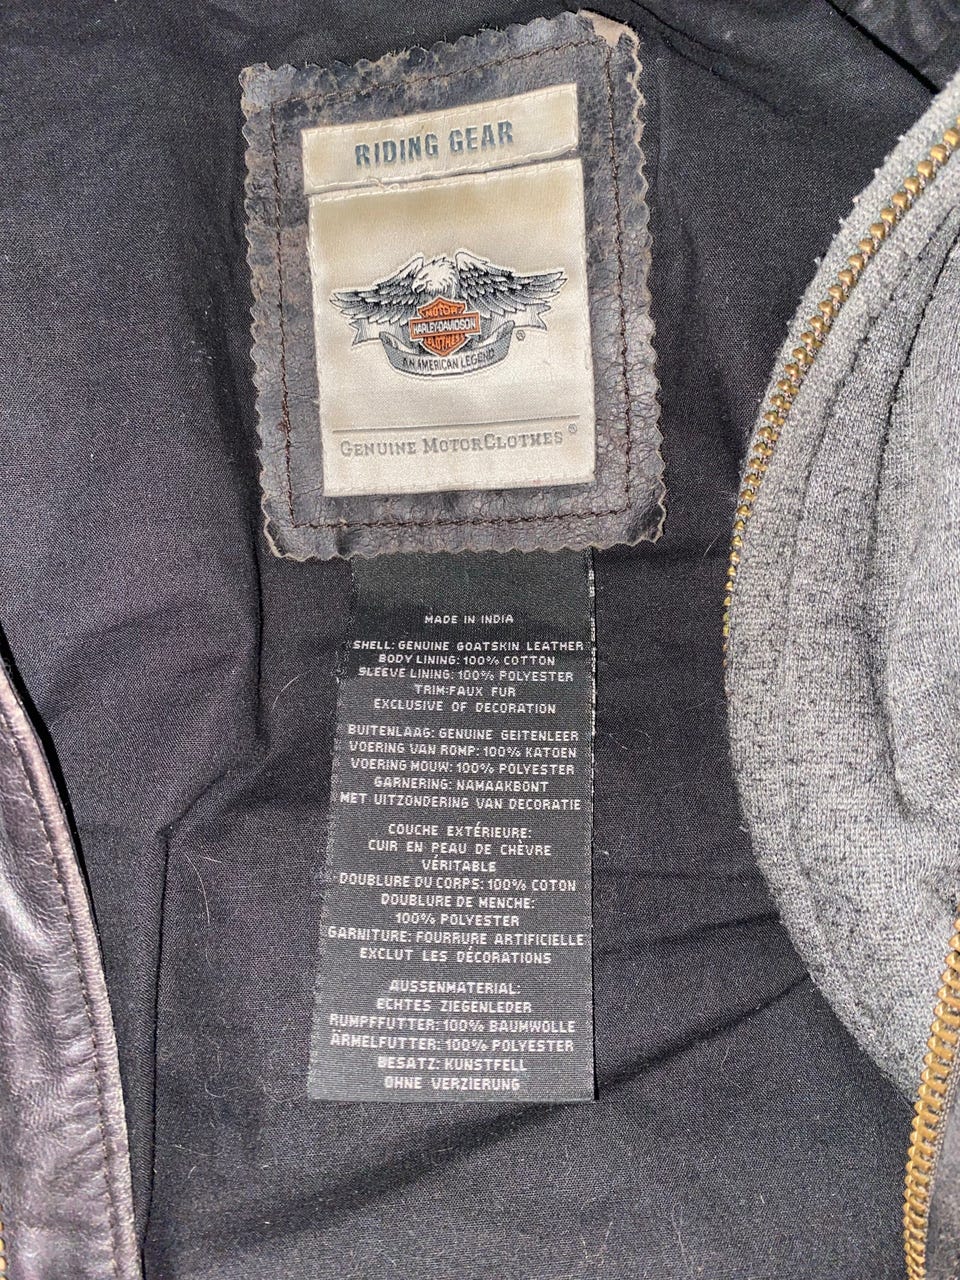 RIDING GEAR
MOTOR
HARLEY-DAVIDSON
CLOTHES
®
AN AMERICAN LEGEND
GENUINE MOTORCLOTHES ®
MADE IN INDIA
SHELL: GENUINE GOATSKIN LEATHER
BODY LINING: 100% COTTON
SLEEVE LINING: 100% POLYESTER
TRIM:FAUX FUR
EXCLUSIVE OF DECORATION
BUITENLAAG: GENUINE GEITENLEER
VOERING VAN ROMP: 100% KATOEN
VOERING MOUW: 100% POLYESTER
GARNERING: NAMAAKBONT
MET UITZONDERING VAN DECORATIE
COUCHE EXTÉRIEURE:
CUIR EN PEAU DE CHÈVRE
VÉRITABLE
DOUBLURE DU CORPS: 100% COTON
DOUBLURE DE MENCHE:
100% POLYESTER
GARNITURE: FOURRURE ARTIFICIELLE
EXCLUT LES DÉCORATIONS
AUSSENMATERIAL:
ECHTES ZIEGENLEDER
RUMPFFUTTER: 100% BAUMWOLLE
ÄRMELFUTTER: 100% POLYESTER
BESATZ: KUNSTFELL
OHNE VERZIERUNG